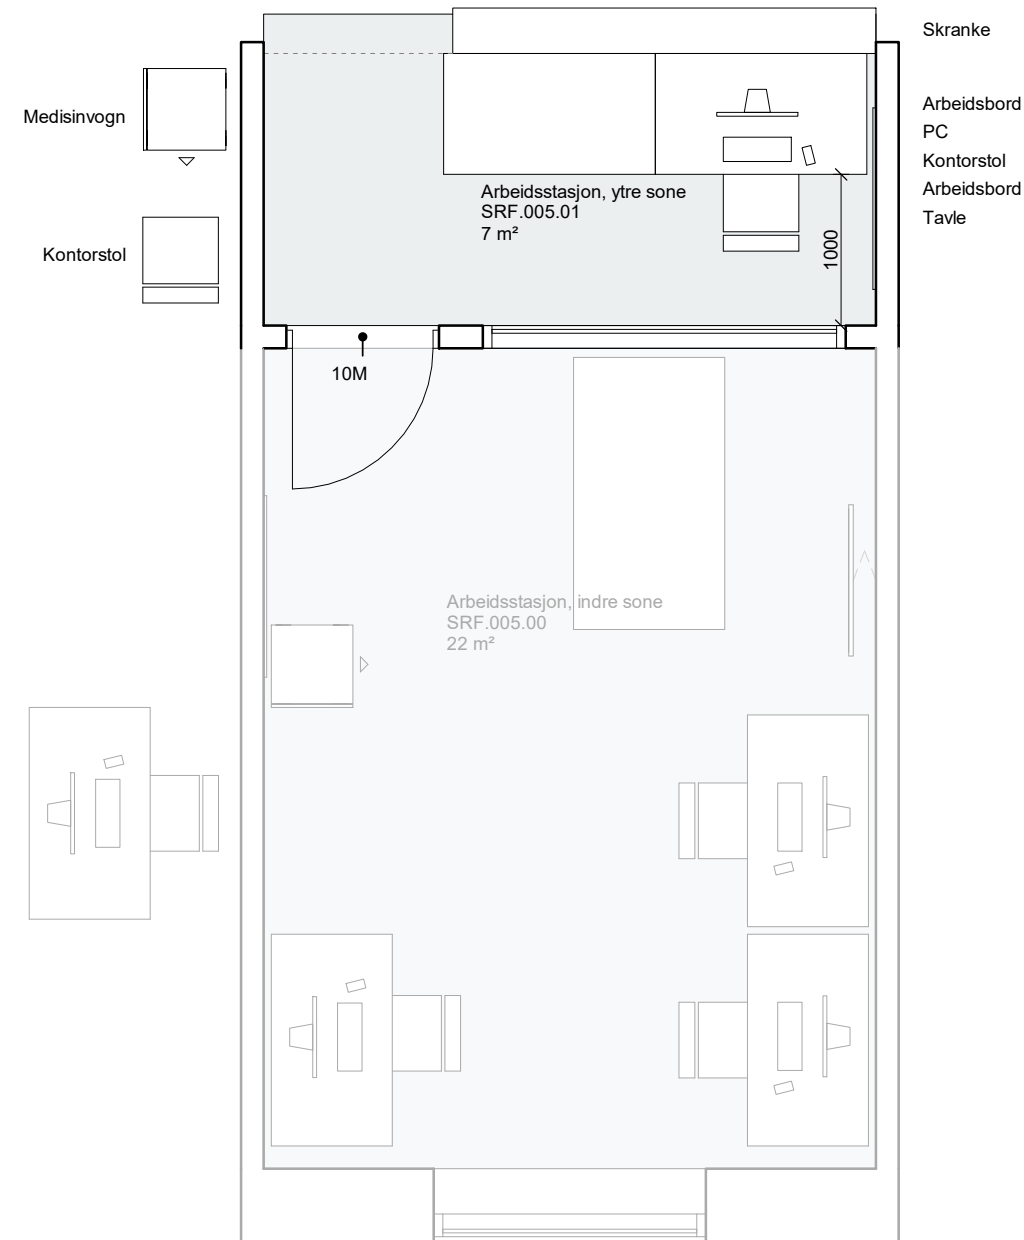 Skranke
Medisinvogn
Arbeidsbord
PC
Kontorstol
Arbeidsbord
Tavle
Kontorstol
Arbeidsstasjon, ytre sone
SRF.005.01
7 m²
1000
10M
Arbeidsstasjon, indre sone
SRF.005.00
22 m²